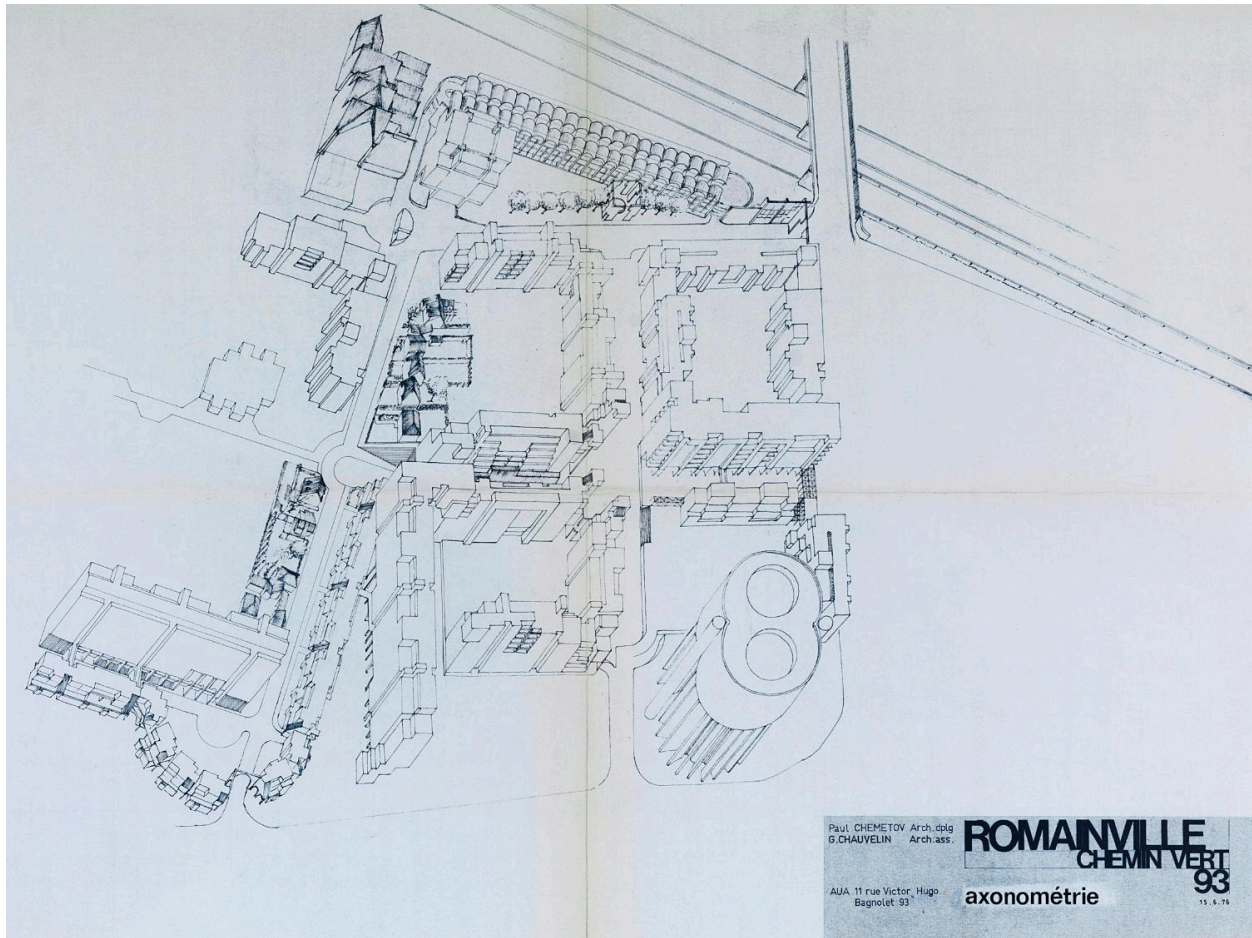 Paul CHEMETOV Arch.dplg
G.CHAUVELIN Arch.ass.
ROMAINVILLE
CHEMIN VERT
93
AUA 11 rue Victor Hugo
Bagnolet 93
axonométrie
15.6.76